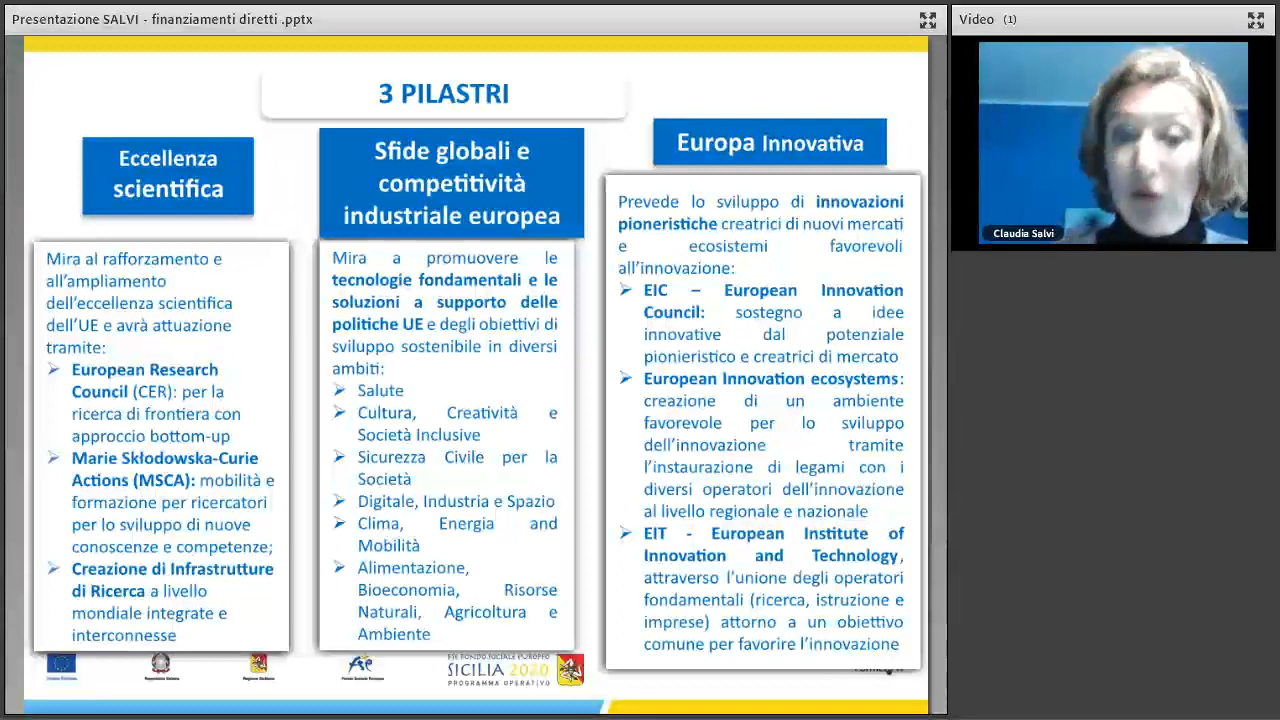 Presentazione SALVI - finanziamenti diretti .pptx
Video (1)
Claudia Salvi
3 PILASTRI
Eccellenza
scientifica
Mira al rafforzamento e
all'ampliamento
dell'eccellenza scientifica
dell'UE e avrà attuazione
tramite:
European Research
Council (CER): per la
ricerca di frontiera con
approccio bottom-up
Marie Skłodowska-Curie
Actions (MSCA): mobilità e
formazione per ricercatori
per lo sviluppo di nuove
conoscenze e competenze;
Creazione di Infrastrutture
di Ricerca a livello
mondiale integrate e
interconnesse
Sfide globali e
competitività
industriale europea
Mira a promuovere le
tecnologie fondamentali e le
soluzioni a supporto delle
politiche UE e degli obiettivi di
sviluppo sostenibile in diversi
ambiti:
Salute
Cultura, Creatività e
Società Inclusive
Sicurezza Civile per la
Società
Digitale, Industria e Spazio
Clima, Energia and
Mobilità
Alimentazione,
Bioeconomia, Risorse
Naturali, Agricoltura e
Ambiente
Europa Innovativa
Prevede lo sviluppo di innovazioni
pioneristiche creatrici di nuovi mercati
e ecosistemi favorevoli
all'innovazione:
EIC – European Innovation
Council: sostegno a idee
innovative dal potenziale
pionieristico e creatrici di mercato
European Innovation ecosystems:
creazione di un ambiente
favorevole per lo sviluppo
dell'innovazione tramite
l'instaurazione di legami con i
diversi operatori dell'innovazione
al livello regionale e nazionale
EIT - European Institute of
Innovation and Technology,
attraverso l'unione degli operatori
fondamentali (ricerca, istruzione e
imprese) attorno a un obiettivo
comune per favorire l'innovazione
SICILIA 2020
PROGRAMMA OPERATIVO